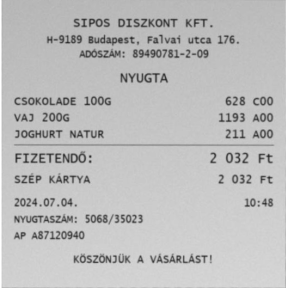 SIPOS DISZKONT KFT.
H-9189 Budapest, Falvai utca 176.
ADÓSZÁM: 89490781-2-09
NYUGTA
CSOKOLADE 100G 628 C00
VAJ 200G 1193 A00
JOGHURT NATUR 211 A00
FIZETENDŐ: 2 032 Ft
SZÉP KÁRTYA 2 032 Ft
2024.07.04. 10:48
NYUGTASZÁM: 5068/35023
AP A87120940
KÖSZÖNJÜK A VÁSÁRLÁST!